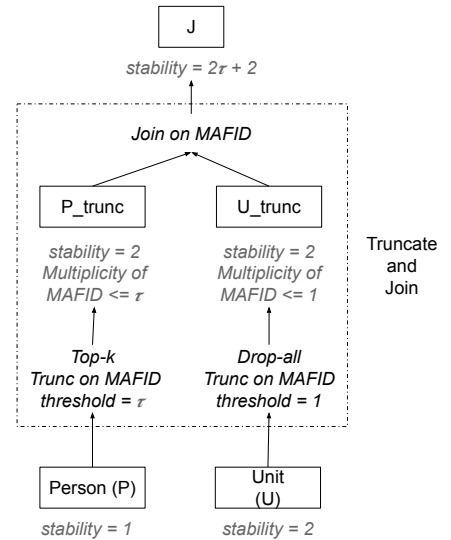 J
stability = 2τ + 2
Join on MAFID
P_trunc
U_trunc
stability = 2
Multiplicity of
MAFID <= τ
stability = 2
Multiplicity of
MAFID <= 1
Truncate
and
Join
Top-k
Trunc on MAFID
threshold = τ
Drop-all
Trunc on MAFID
threshold = 1
Person (P)
Unit
(U)
stability = 1
stability = 2